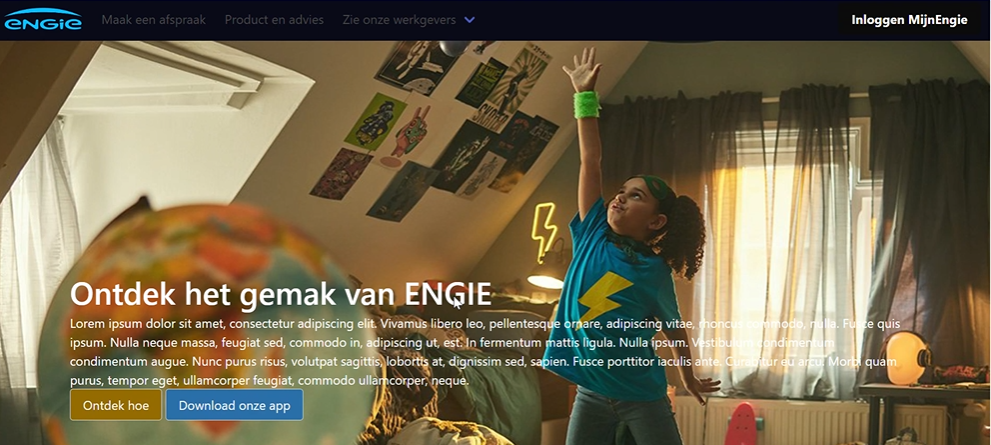 ENGIE
Maak een afspraak
Product en advies
Zie onze werkgevers
Inloggen MijnEngie
Ontdek het gemak van ENGIE
Lorem ipsum dolor sit amet, consectetur adipiscing elit. Vivamus libero leo, pellentesque ornare, adipiscing vitae, rhoncus commodo, nulla. Fusce quis
ipsum. Nulla neque massa, feugiat sed, commodo in, adipiscing ut, est. In fermentum mattis ligula. Nulla ipsum. Vestibulum condimentum
condimentum augue. Nunc purus risus, volutpat sagittis, lobortis at, dignissim sed, sapien. Fusce porttitor iaculis ante. Curabitur eu arcu. Morbi quam
purus, tempor eget, ullamcorper feugiat, commodo ullamcorper, neque.
Ontdek hoe
Download onze app